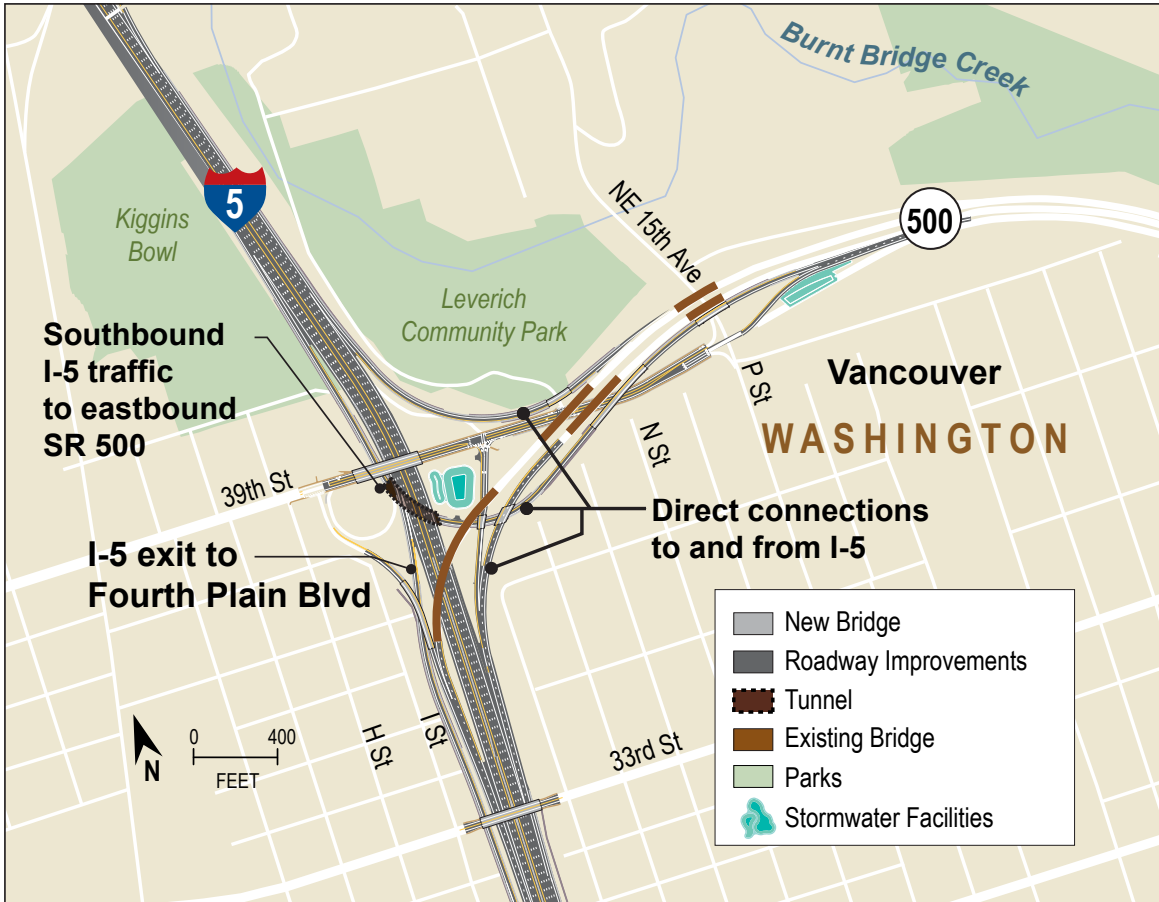 Burnt Bridge Creek
5
Kiggins
Bowl
NE 15th Ave
500
Leverich
Community Park
Southbound
I-5 traffic
to eastbound
SR 500
P St
Vancouver
WASHINGTON
N St
39th St
Direct connections
to and from I-5
I-5 exit to
Fourth Plain Blvd
New Bridge
Roadway Improvements
Tunnel
Existing Bridge
Parks
Stormwater Facilities
H St
I St
33rd St
0 400
FEET
N